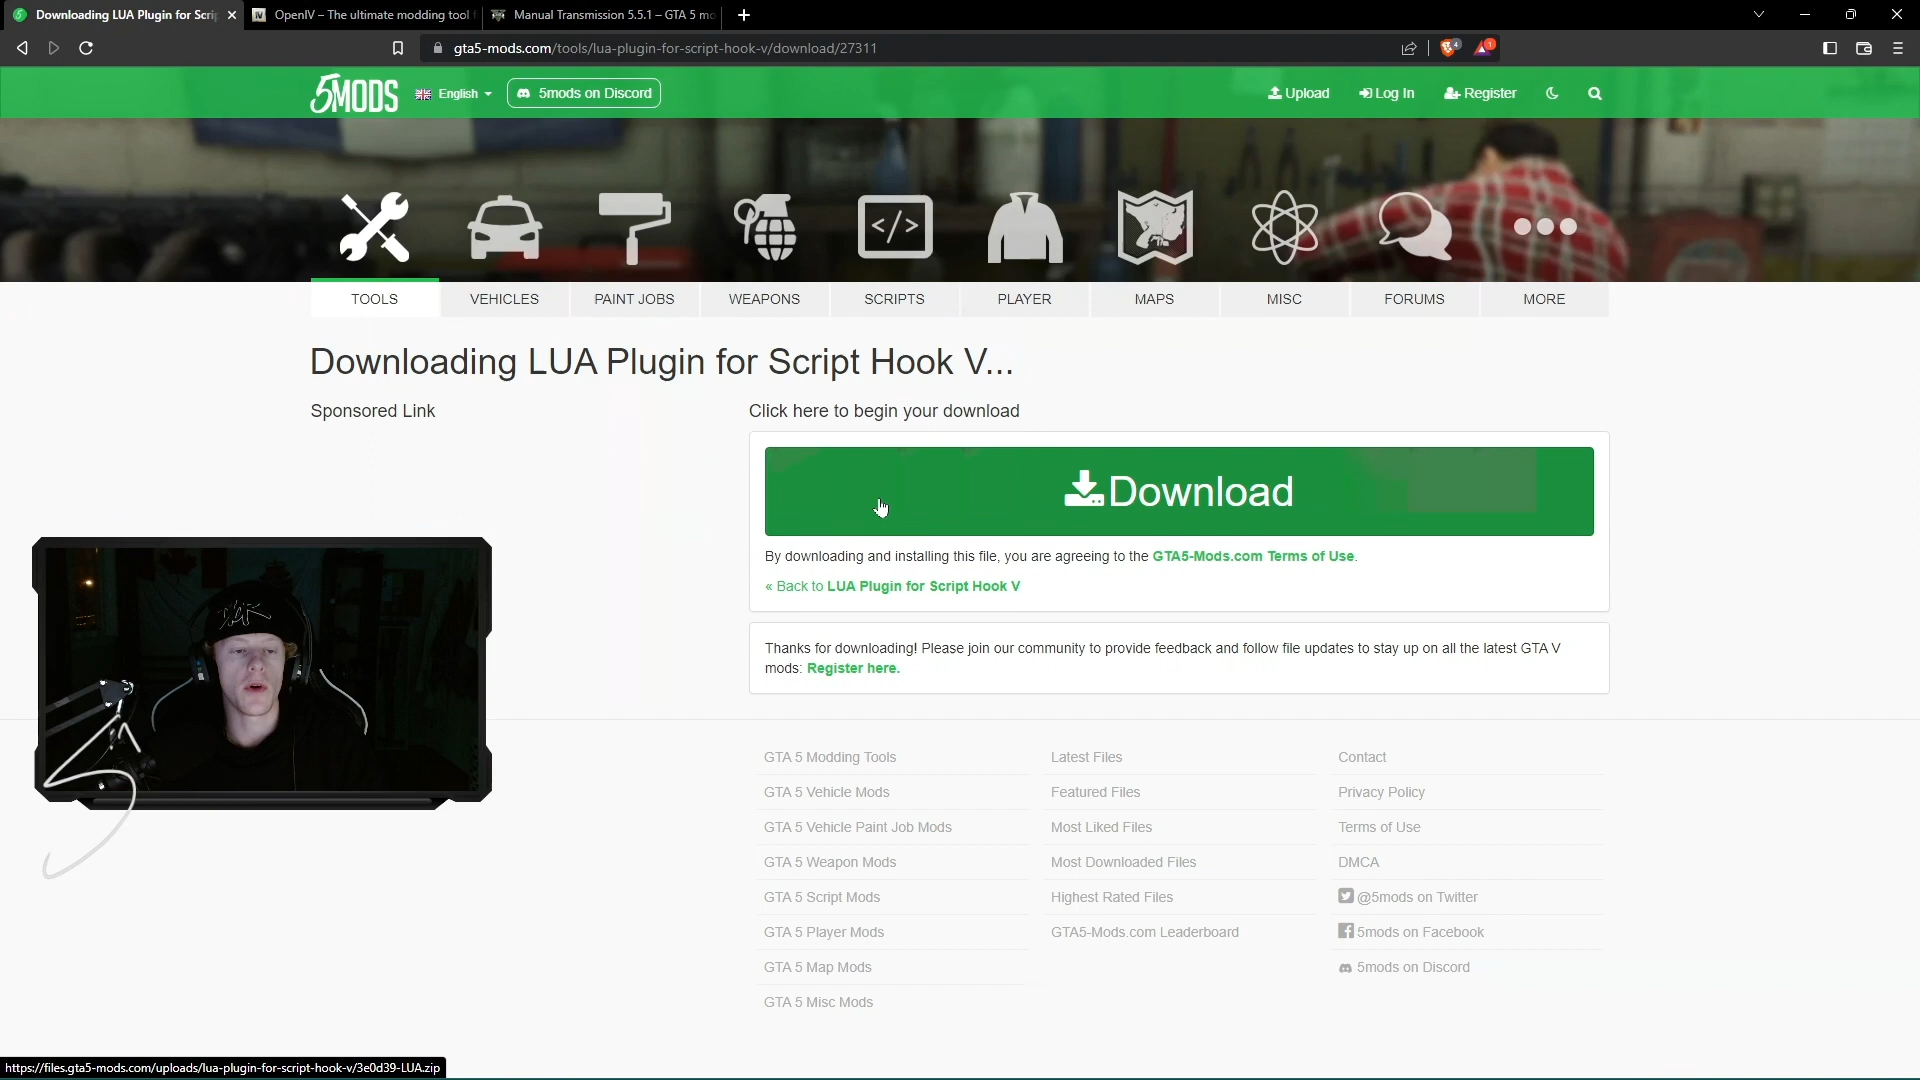 Downloading LUA Plugin for Scri
OpenIV – The ultimate modding tool f
Manual Transmission 5.5.1 – GTA 5 mo
gta5-mods.com/tools/lua-plugin-for-script-hook-v/download/27311
4
1
5MODS
English
5mods on Discord
Upload
Log In
Register
</>
TOOLS
VEHICLES
PAINT JOBS
WEAPONS
SCRIPTS
PLAYER
MAPS
MISC
FORUMS
MORE
Downloading LUA Plugin for Script Hook V...
Sponsored Link
Click here to begin your download
Download
By downloading and installing this file, you are agreeing to the GTA5-Mods.com Terms of Use.
« Back to LUA Plugin for Script Hook V
Thanks for downloading! Please join our community to provide feedback and follow file updates to stay up on all the latest GTA V
mods: Register here.
GTA 5 Modding Tools
GTA 5 Vehicle Mods
GTA 5 Vehicle Paint Job Mods
GTA 5 Weapon Mods
GTA 5 Script Mods
GTA 5 Player Mods
GTA 5 Map Mods
GTA 5 Misc Mods
Latest Files
Featured Files
Most Liked Files
Most Downloaded Files
Highest Rated Files
GTA5-Mods.com Leaderboard
Contact
Privacy Policy
Terms of Use
DMCA
@5mods on Twitter
5mods on Facebook
5mods on Discord
https://files.gta5-mods.com/uploads/lua-plugin-for-script-hook-v/3e0d39-LUA.zip